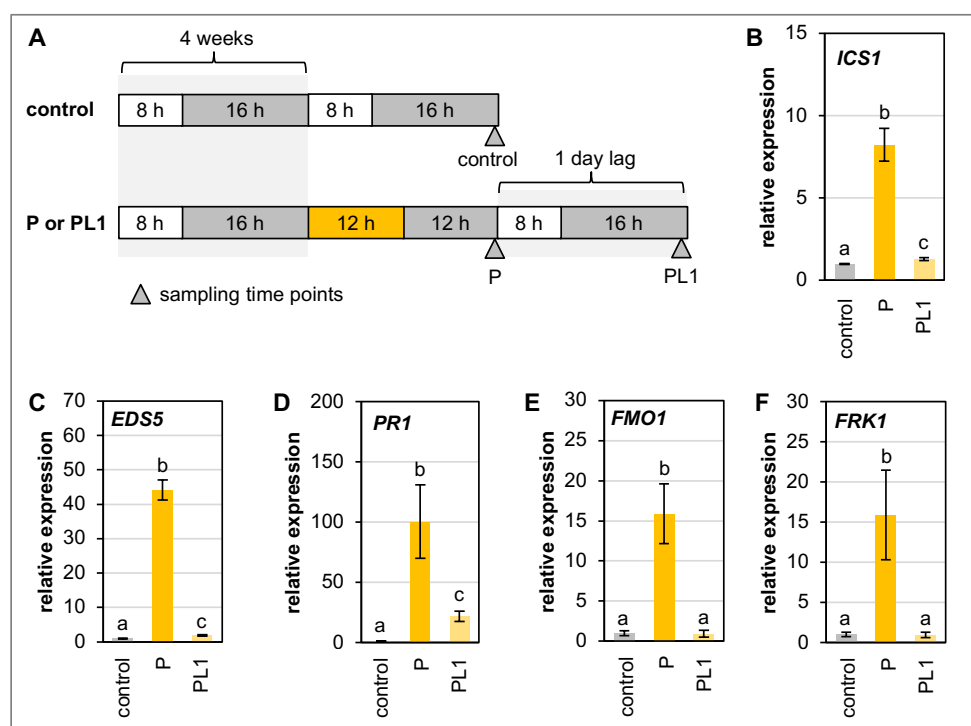 A
4 weeks
control
8 h 16 h 8 h 16 h
control
1 day lag
P or PL1
8 h 16 h 12 h 12 h 8 h 16 h
P
PL1
sampling time points
B
ICS1
relative expression
15
10
5
0
a
b
c
control
P
PL1
C
EDS5
relative expression
70
60
50
40
30
20
10
0
a
b
c
control
P
PL1
D
PR1
relative expression
200
150
100
50
0
a
b
c
control
P
PL1
E
FMO1
relative expression
30
25
20
15
10
5
0
a
b
a
control
P
PL1
F
FRK1
relative expression
30
25
20
15
10
5
0
a
b
a
control
P
PL1